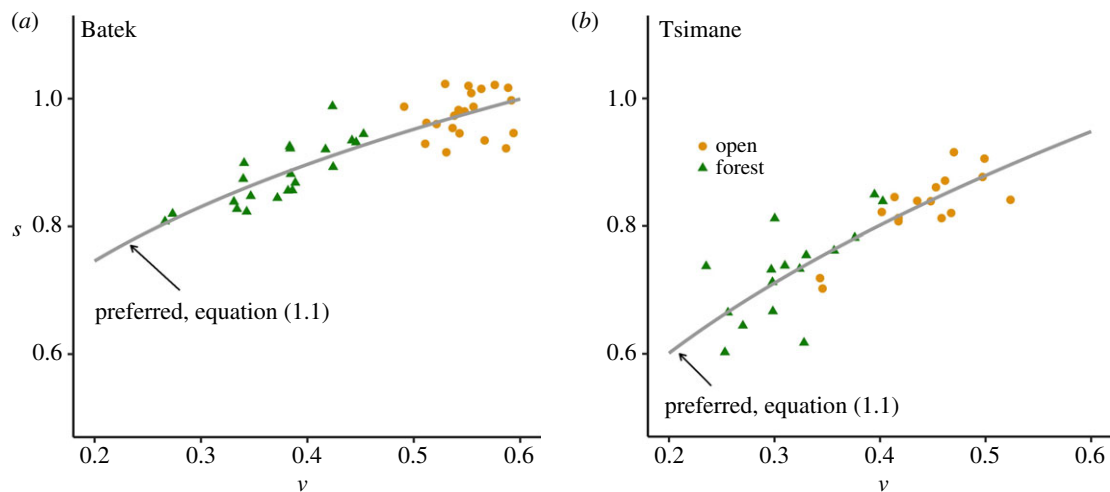 (a) Batek
1.0
s 0.8
0.6
preferred, equation (1.1)
0.2 0.3 0.4 0.5 0.6
v
(b) Tsimane
1.0
open
forest
0.8
0.6
preferred, equation (1.1)
0.2 0.3 0.4 0.5 0.6
v